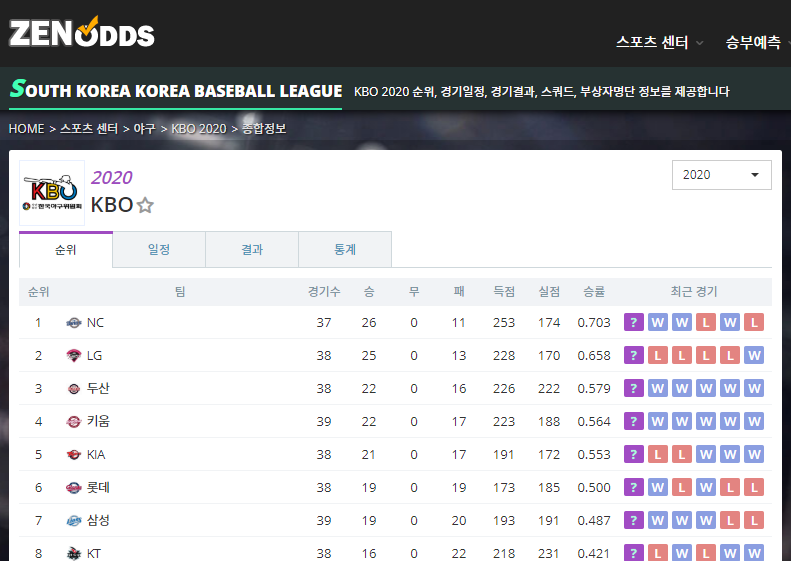 ZENODDS
스포츠 센터 승부예측
SOUTH KOREA KOREA BASEBALL LEAGUE KBO 2020 순위, 경기일정, 경기결과, 스쿼드, 부상자명단 정보를 제공합니다
HOME > 스포츠 센터 > 야구 > KBO 2020 > 종합정보
KBO
한국야구위원회
2020
KBO
2020
순위 일정 결과 통계
순위 팀 경기수 승 무 패 득점 실점 승률 최근 경기
1 NC 37 26 0 11 253 174 0.703 ? W W L W L
2 LG 38 25 0 13 228 170 0.658 ? L L L L W
3 두산 38 22 0 16 226 222 0.579 ? W W W W W
4 키움 39 22 0 17 223 188 0.564 ? W W W W W
5 KIA 38 21 0 17 191 172 0.553 ? L L W W W
6 롯데 38 19 0 19 173 185 0.500 ? W L W L L
7 삼성 39 19 0 20 193 191 0.487 ? W W W L L
8 KT 38 16 0 22 218 231 0.421 ? L W L W W